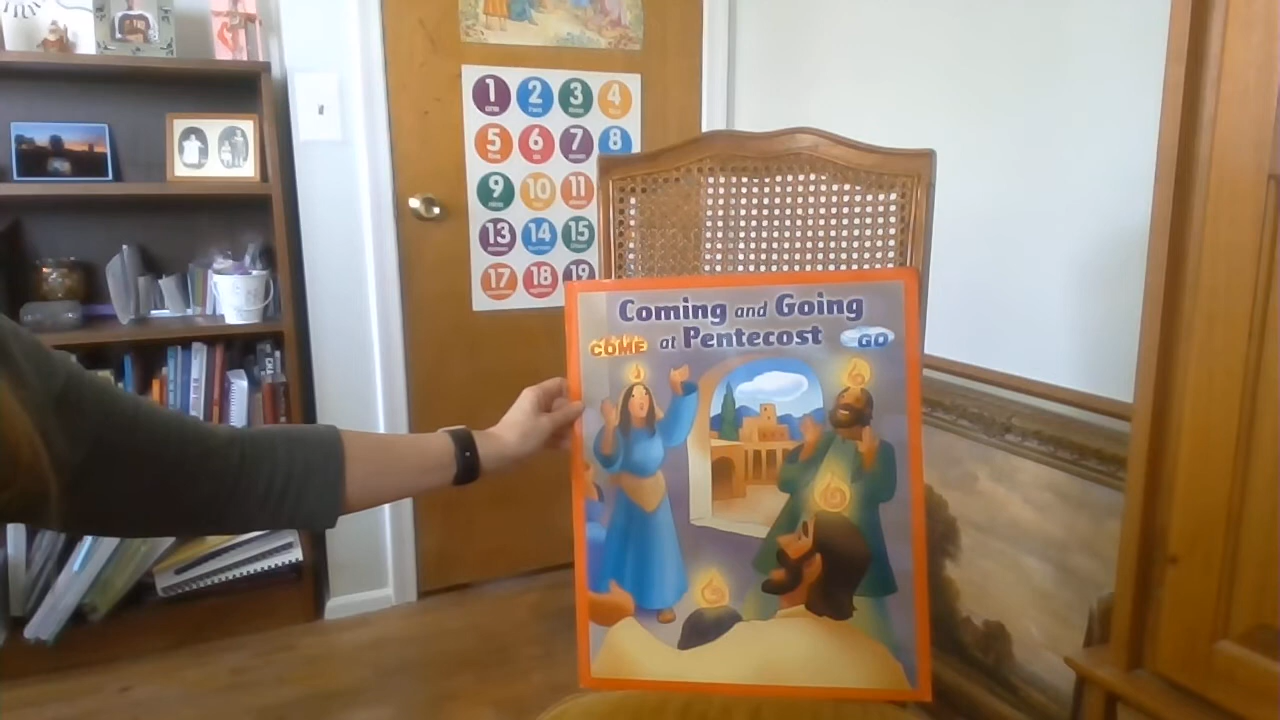 1 2 3 4
5 6 7 8
9 10 11
13 14 15
17 18 19
Coming and Going
at Pentecost
COME
GO